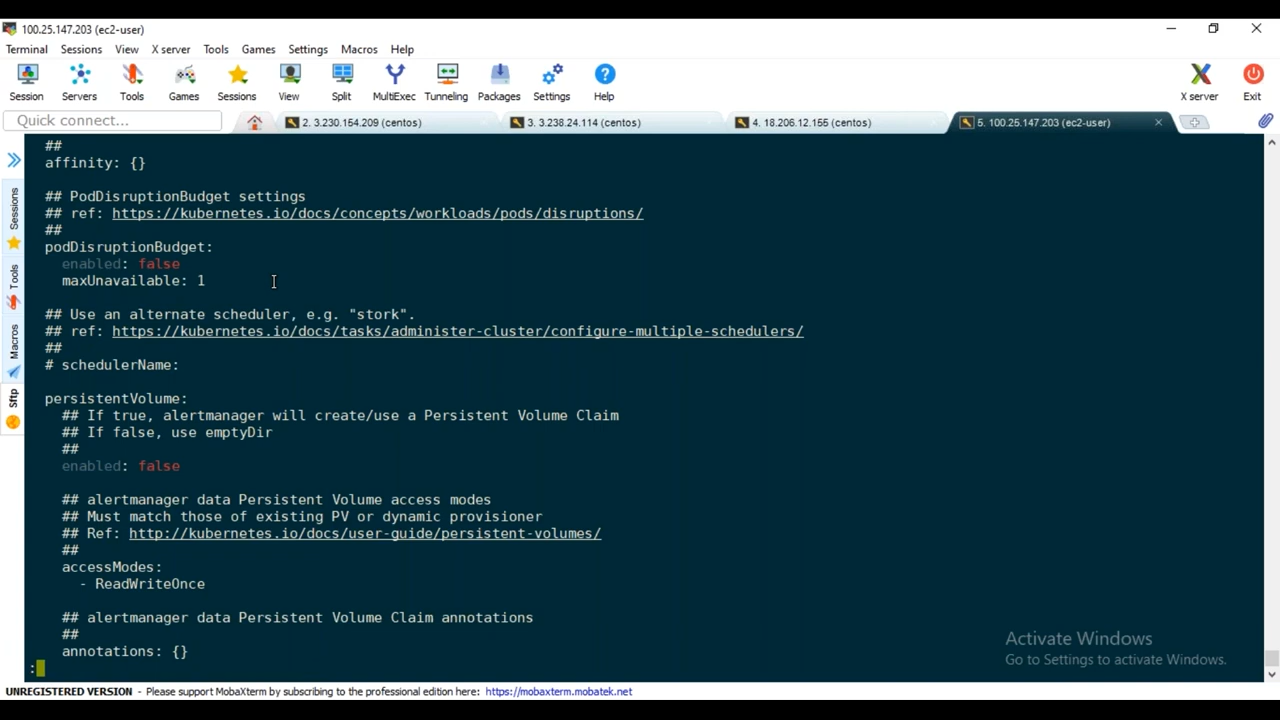 100.25.147.203 (ec2-user)
Terminal Sessions View X server Tools Games Settings Macros Help
Session Servers Tools Games Sessions View Split MultiExec Tunneling Packages Settings Help X server Exit
Quick connect... 2. 3.230.154.209 (centos) 3. 3.238.24.114 (centos) 4. 18.206.12.155 (centos) 5. 100.25.147.203 (ec2-user)
Sessions
Tools
Macros
Sftp
##
affinity: {}
## PodDisruptionBudget settings
## ref: https://kubernetes.io/docs/concepts/workloads/pods/disruptions/
##
podDisruptionBudget:
enabled: false
maxUnavailable: 1
## Use an alternate scheduler, e.g. "stork".
## ref: https://kubernetes.io/docs/tasks/administer-cluster/configure-multiple-schedulers/
##
# schedulerName:
persistentVolume:
## If true, alertmanager will create/use a Persistent Volume Claim
## If false, use emptyDir
##
enabled: false
## alertmanager data Persistent Volume access modes
## Must match those of existing PV or dynamic provisioner
## Ref: http://kubernetes.io/docs/user-guide/persistent-volumes/
##
accessModes:
- ReadWriteOnce
## alertmanager data Persistent Volume Claim annotations
##
annotations: {}
:
Activate Windows
Go to Settings to activate Windows.
UNREGISTERED VERSION - Please support MobaXterm by subscribing to the professional edition here: https://mobaxterm.mobatek.net